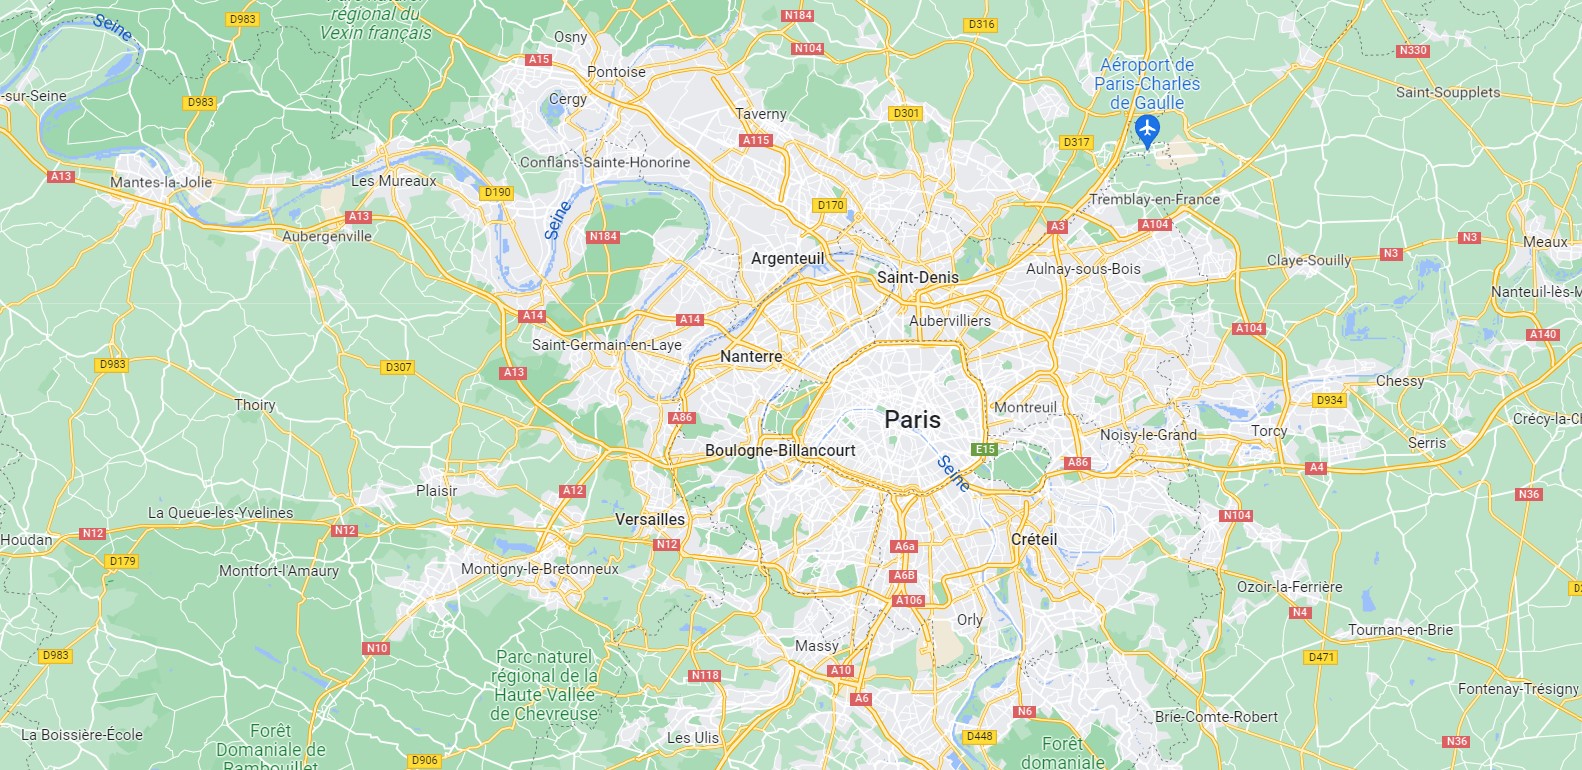 Parc naturel
régional du
Vexin français
Seine
D983
N184
D316
Osny
A15
N104
N330
Pontoise
Aéroport de
Paris-Charles
de Gaulle
-sur-Seine
D983
Cergy
Saint-Soupplets
Taverny
D301
A115
D317
Conflans-Sainte-Honorine
A13
Mantes-la-Jolie
Les Mureaux
D190
Tremblay-en-France
D170
Seine
A13
A3
A104
Aubergenville
N184
N3
Meaux
Argenteuil
N3
Claye-Souilly
Saint-Denis
Aulnay-sous-Bois
Nanteuil-lès-M
A14
A14
Aubervilliers
A104
A140
Saint-Germain-en-Laye
Nanterre
D983
D307
A13
Chessy
D934
Thoiry
Montreuil
A86
Paris
Crécy-la-C
Noisy-le-Grand
Torcy
Serris
Boulogne-Billancourt
E15
A86
A4
Seine
Plaisir
A12
N36
La Queue-les-Yvelines
Versailles
N104
N12
N12
Houdan
N12
Créteil
A6a
D179
Montfort-l'Amaury
Montigny-le-Bretonneux
A6B
Ozoir-la-Ferrière
A106
N4
Orly
Tournan-en-Brie
N10
Massy
D983
Parc naturel
régional de la
Haute Vallée
de Chevreuse
D471
A10
N118
Fontenay-Trésigny
A6
N6
Brie-Comte-Robert
La Boissière-École
Forêt
Domaniale de
Rambouillet
Les Ulis
D448
Forêt
domaniale
N36
D906